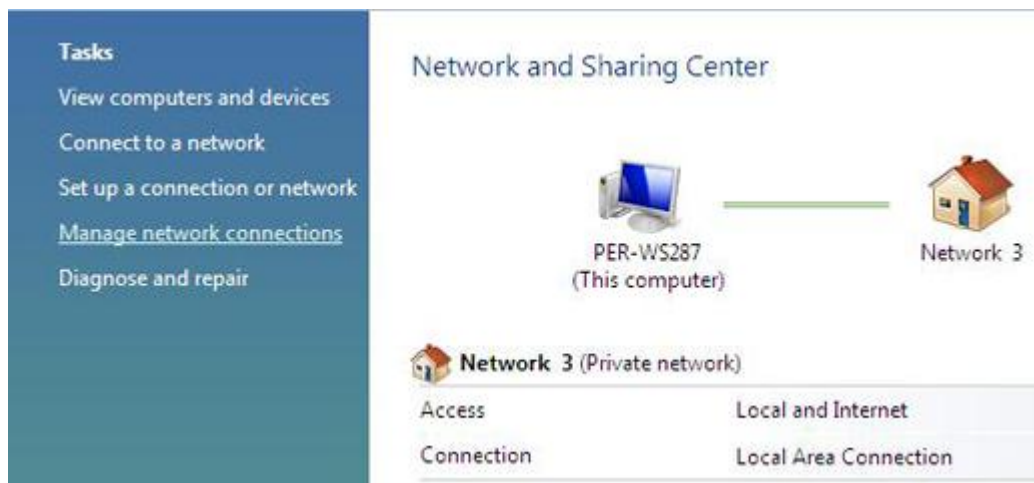 Tasks
View computers and devices
Connect to a network
Set up a connection or network
Manage network connections
Diagnose and repair
Network and Sharing Center
PER-WS287
(This computer)
Network 3
Network 3 (Private network)
Access Local and Internet
Connection Local Area Connection